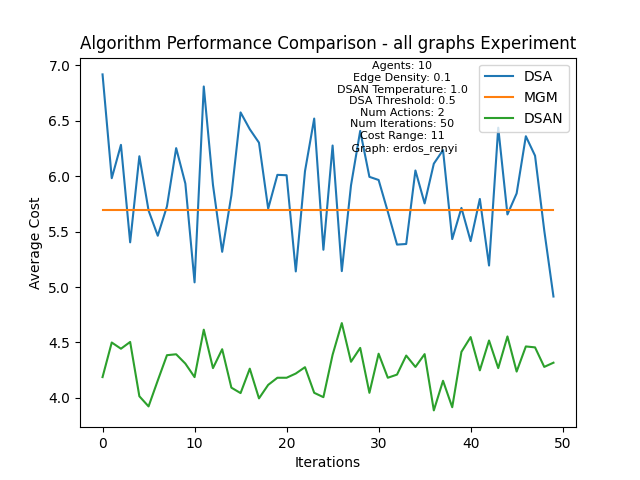 Algorithm Performance Comparison - all graphs Experiment
Agents: 10
Edge Density: 0.1
DSAN Temperature: 1.0
DSA Threshold: 0.5
Num Actions: 2
Num Iterations: 50
Cost Range: 11
Graph: erdos_renyi
DSA
MGM
DSAN
Average Cost
7.0
6.5
6.0
5.5
5.0
4.5
4.0
0 10 20 30 40 50
Iterations